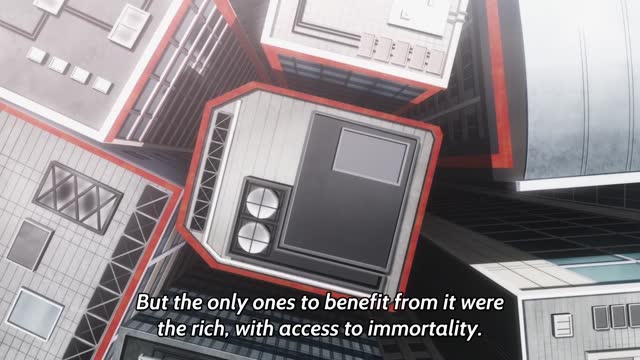 But the only ones to benefit from it were
the rich, with access to immortality.